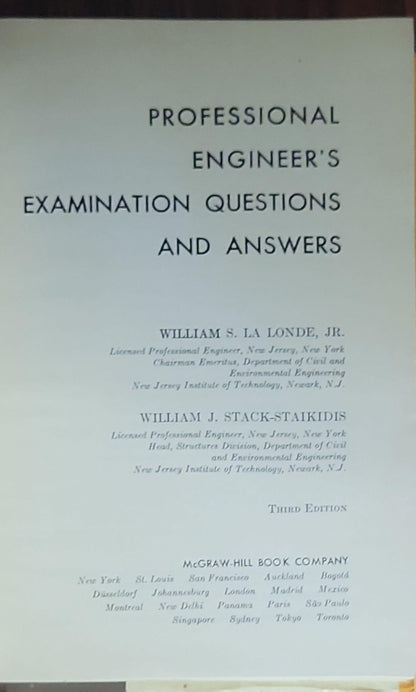 PROFESSIONAL
ENGINEER'S
EXAMINATION QUESTIONS
AND ANSWERS
WILLIAM S. LA LONDE, JR.
Licensed Professional Engineer, New Jersey, New York
Chairman Emeritus, Department of Civil and
Environmental Engineering
New Jersey Institute of Technology, Newark, N.J.
WILLIAM J. STACK-STAIKIDIS
Licensed Professional Engineer, New Jersey, New York
Head, Structures Division, Department of Civil
and Environmental Engineering
New Jersey Institute of Technology, Newark, N.J.
THIRD EDITION
McGRAW-HILL BOOK COMPANY
New York St. Louis San Francisco Auckland Bogotá
Düsseldorf Johannesburg London Madrid Mexico
Montreal New Delhi Panama Paris São Paulo
Singapore Sydney Tokyo Toronto